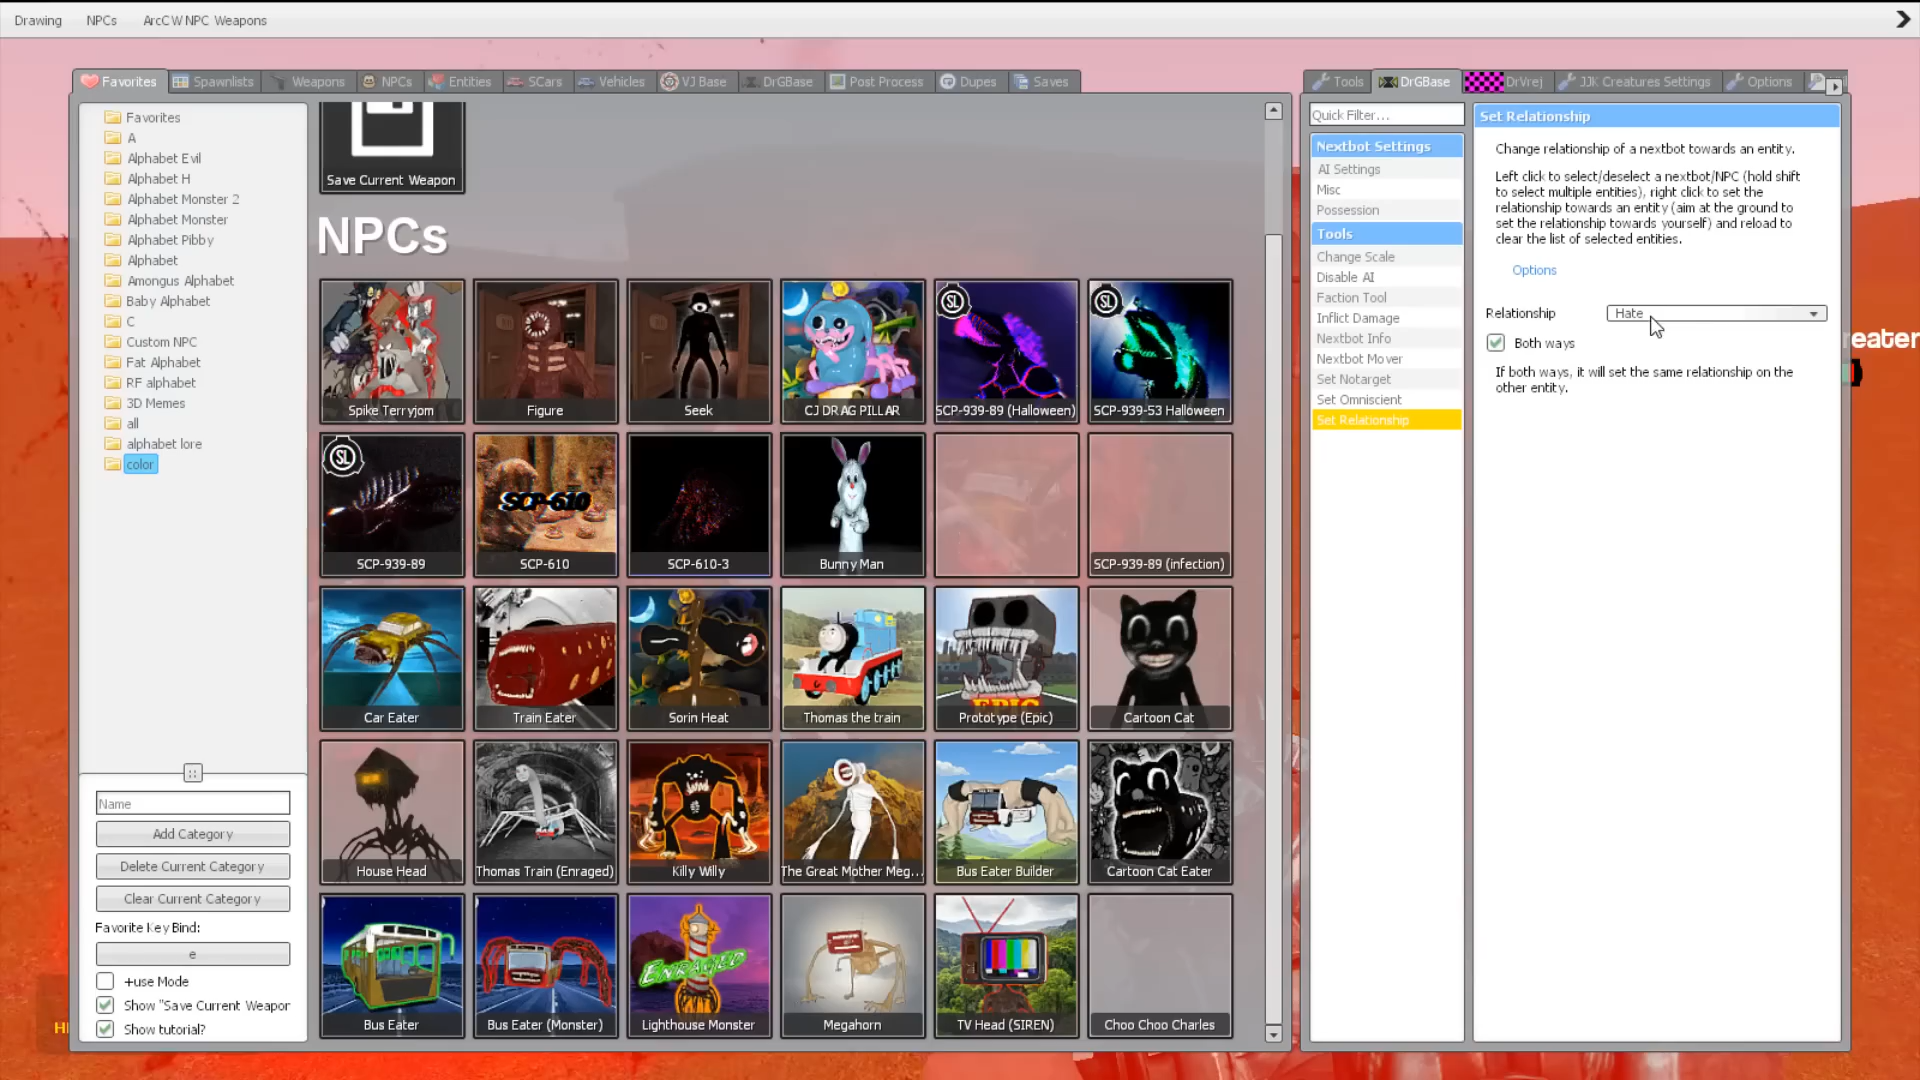 Drawing NPCs ArcCW NPC Weapons
Favorites Spawnlists Weapons NPCs Entities SCars Vehicles VJ Base DrGBase Post Process Dupes Saves
Tools DrGBase DrVrej JJK Creatures Settings Options
Favorites
A
Alphabet Evil
Alphabet H
Alphabet Monster 2
Alphabet Monster
Alphabet Pibby
Alphabet
Amongus Alphabet
Baby Alphabet
C
Custom NPC
Fat Alphabet
RF alphabet
3D Memes
all
alphabet lore
color
Name
Add Category
Delete Current Category
Clear Current Category
Favorite Key Bind:
e
+use Mode
Show "Save Current Weapor
Show tutorial?
Save Current Weapon
NPCs
Spike Terryjom
Figure
Seek
CJ DRAG PILLAR
SL
SCP-939-89 (Halloween)
SL
SCP-939-53 Halloween
SL
SCP-939-89
SCP-610
SCP-610
SCP-610-3
Bunny Man
SCP-939-89 (infection)
Car Eater
Train Eater
Sorin Heat
Thomas the train
EPIC
Prototype (Epic)
Cartoon Cat
House Head
Thomas Train (Enraged)
Killy Willy
The Great Mother Meg...
Bus Eater Builder
Cartoon Cat Eater
Bus Eater
Bus Eater (Monster)
ENRAGED
Lighthouse Monster
Megahorn
TV Head (SIREN)
Choo Choo Charles
Quick Filter...
Nextbot Settings
AI Settings
Misc
Possession
Tools
Change Scale
Disable AI
Faction Tool
Inflict Damage
Nextbot Info
Nextbot Mover
Set Notarget
Set Omniscient
Set Relationship
Set Relationship
Change relationship of a nextbot towards an entity.
Left click to select/deselect a nextbot/NPC (hold shift
to select multiple entities), right click to set the
relationship towards an entity (aim at the ground to
set the relationship towards yourself) and reload to
clear the list of selected entities.
Options
Relationship Hate
Both ways
If both ways, it will set the same relationship on the
other entity.
eater